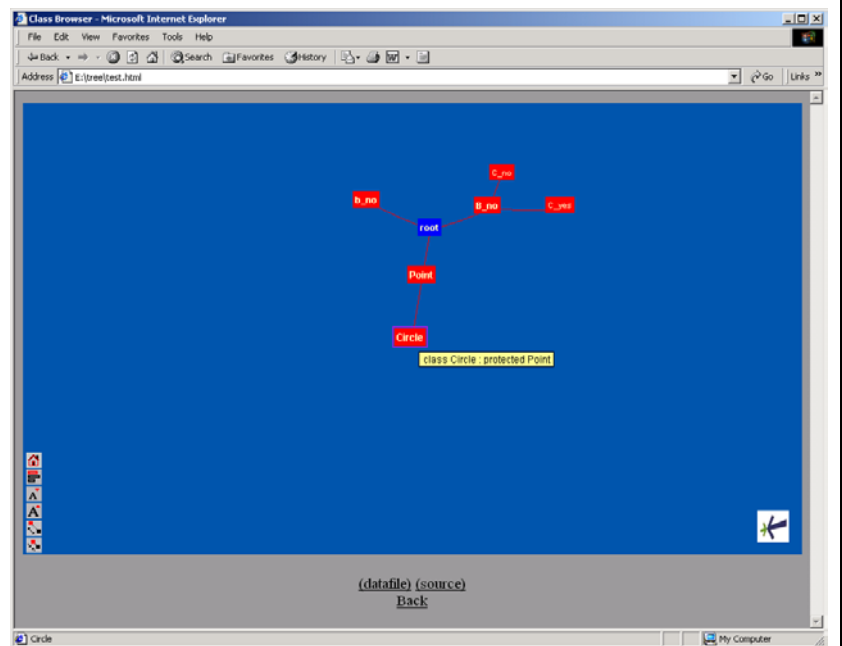 Class Browser - Microsoft Internet Explorer
File Edit View Favorites Tools Help
Back Search Favorites History
Address E:\tree\test.html Go Links »
C_no
b_no B_no C_yes
root
Point
Circle
class Circle : protected Point
(datafile) (source)
Back
Circle My Computer